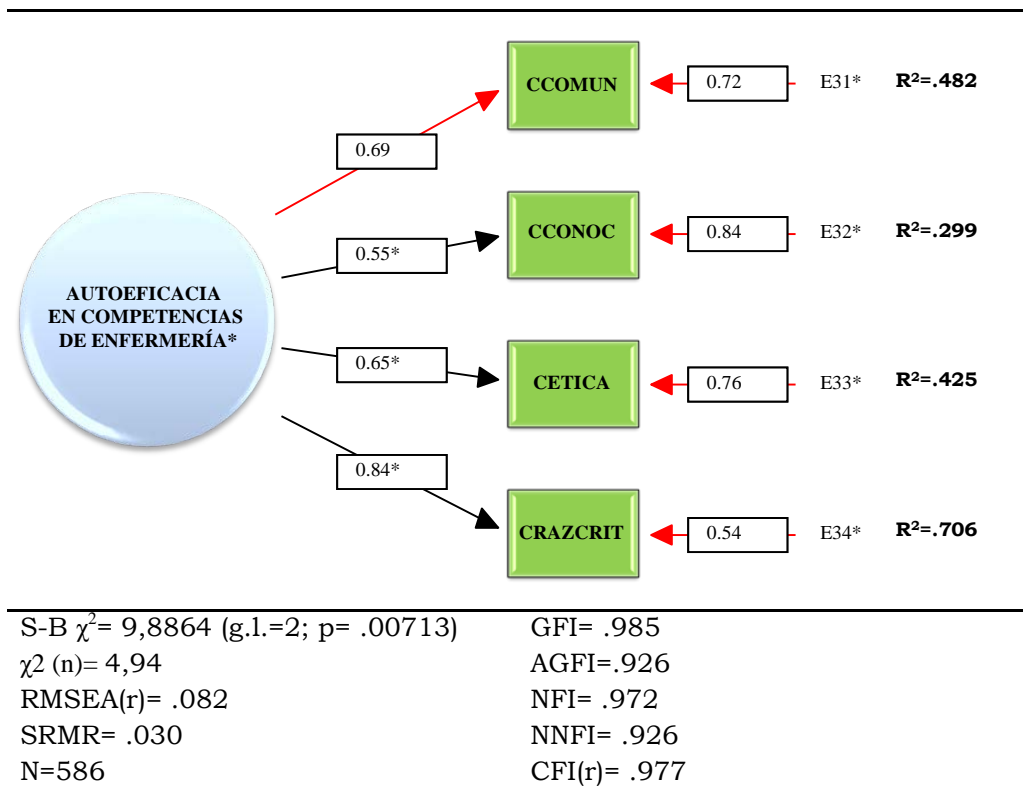 CCOMUN
0.72
E31*
R²=.482
0.69
CCONOC
0.84
E32*
R²=.299
0.55*
AUTOEFICACIA
EN COMPETENCIAS
DE ENFERMERÍA*
0.65*
CETICA
0.76
E33*
R²=.425
0.84*
CRAZCRIT
0.54
E34*
R²=.706
S-B χ²= 9,8864 (g.l.=2; p= .00713)
χ2 (n)= 4,94
RMSEA(r)= .082
SRMR= .030
N=586
GFI= .985
AGFI=.926
NFI= .972
NNFI= .926
CFI(r)= .977